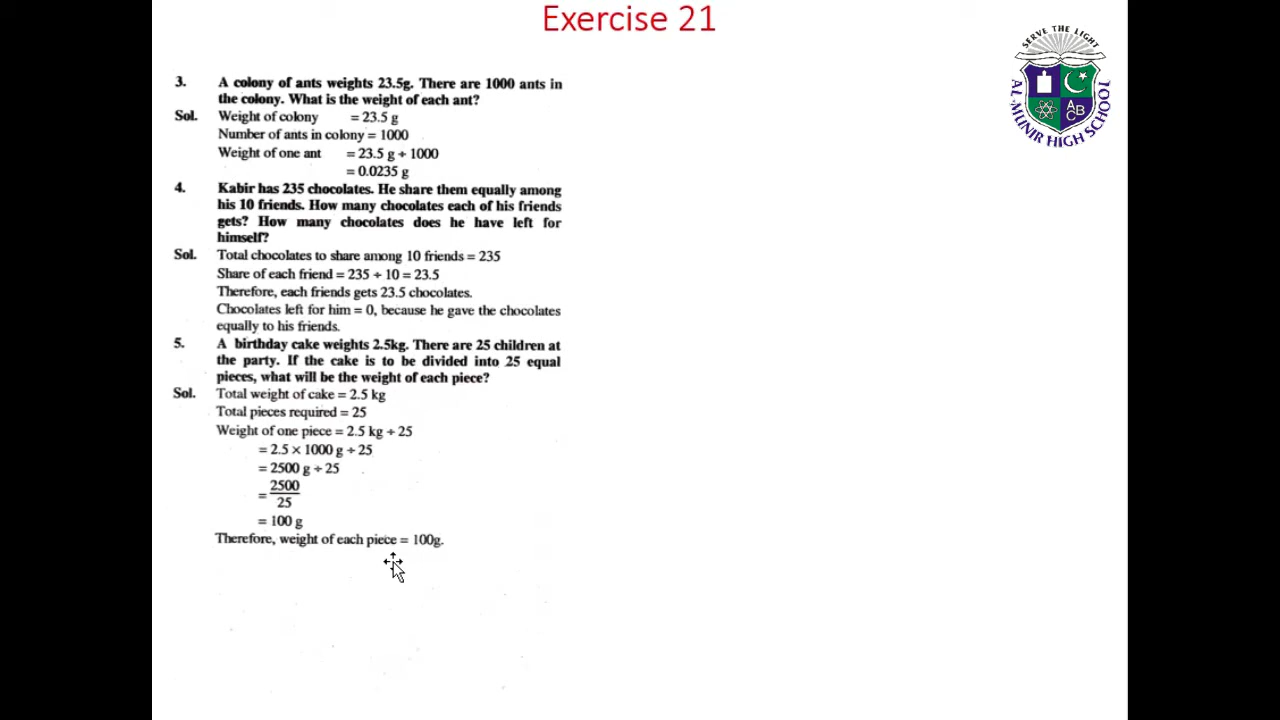 Exercise 21
SERVE THE LIGHT
AL-MUNIR HIGH SCHOOL
A B C
3. A colony of ants weights 23.5g. There are 1000 ants in
the colony. What is the weight of each ant?
Sol. Weight of colony = 23.5 g
Number of ants in colony = 1000
Weight of one ant = 23.5 g ÷ 1000
= 0.0235 g
4. Kabir has 235 chocolates. He share them equally among
his 10 friends. How many chocolates each of his friends
gets? How many chocolates does he have left for
himself?
Sol. Total chocolates to share among 10 friends = 235
Share of each friend = 235 ÷ 10 = 23.5
Therefore, each friends gets 23.5 chocolates.
Chocolates left for him = 0, because he gave the chocolates
equally to his friends.
5. A birthday cake weights 2.5kg. There are 25 children at
the party. If the cake is to be divided into 25 equal
pieces, what will be the weight of each piece?
Sol. Total weight of cake = 2.5 kg
Total pieces required = 25
Weight of one piece = 2.5 kg ÷ 25
= 2.5 × 1000 g ÷ 25
= 2500 g ÷ 25
= 2500
25
= 100 g
Therefore, weight of each piece = 100g.